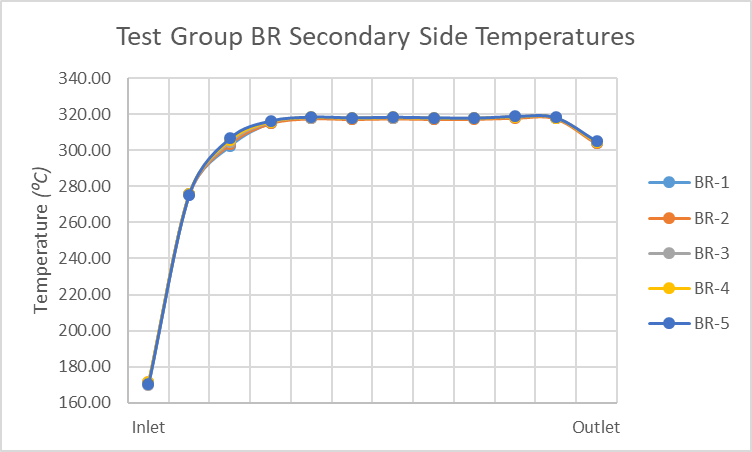 Test Group BR Secondary Side Temperatures
Temperature (ºC)
340.00
320.00
300.00
280.00
260.00
240.00
220.00
200.00
180.00
160.00
Inlet
Outlet
BR-1
BR-2
BR-3
BR-4
BR-5